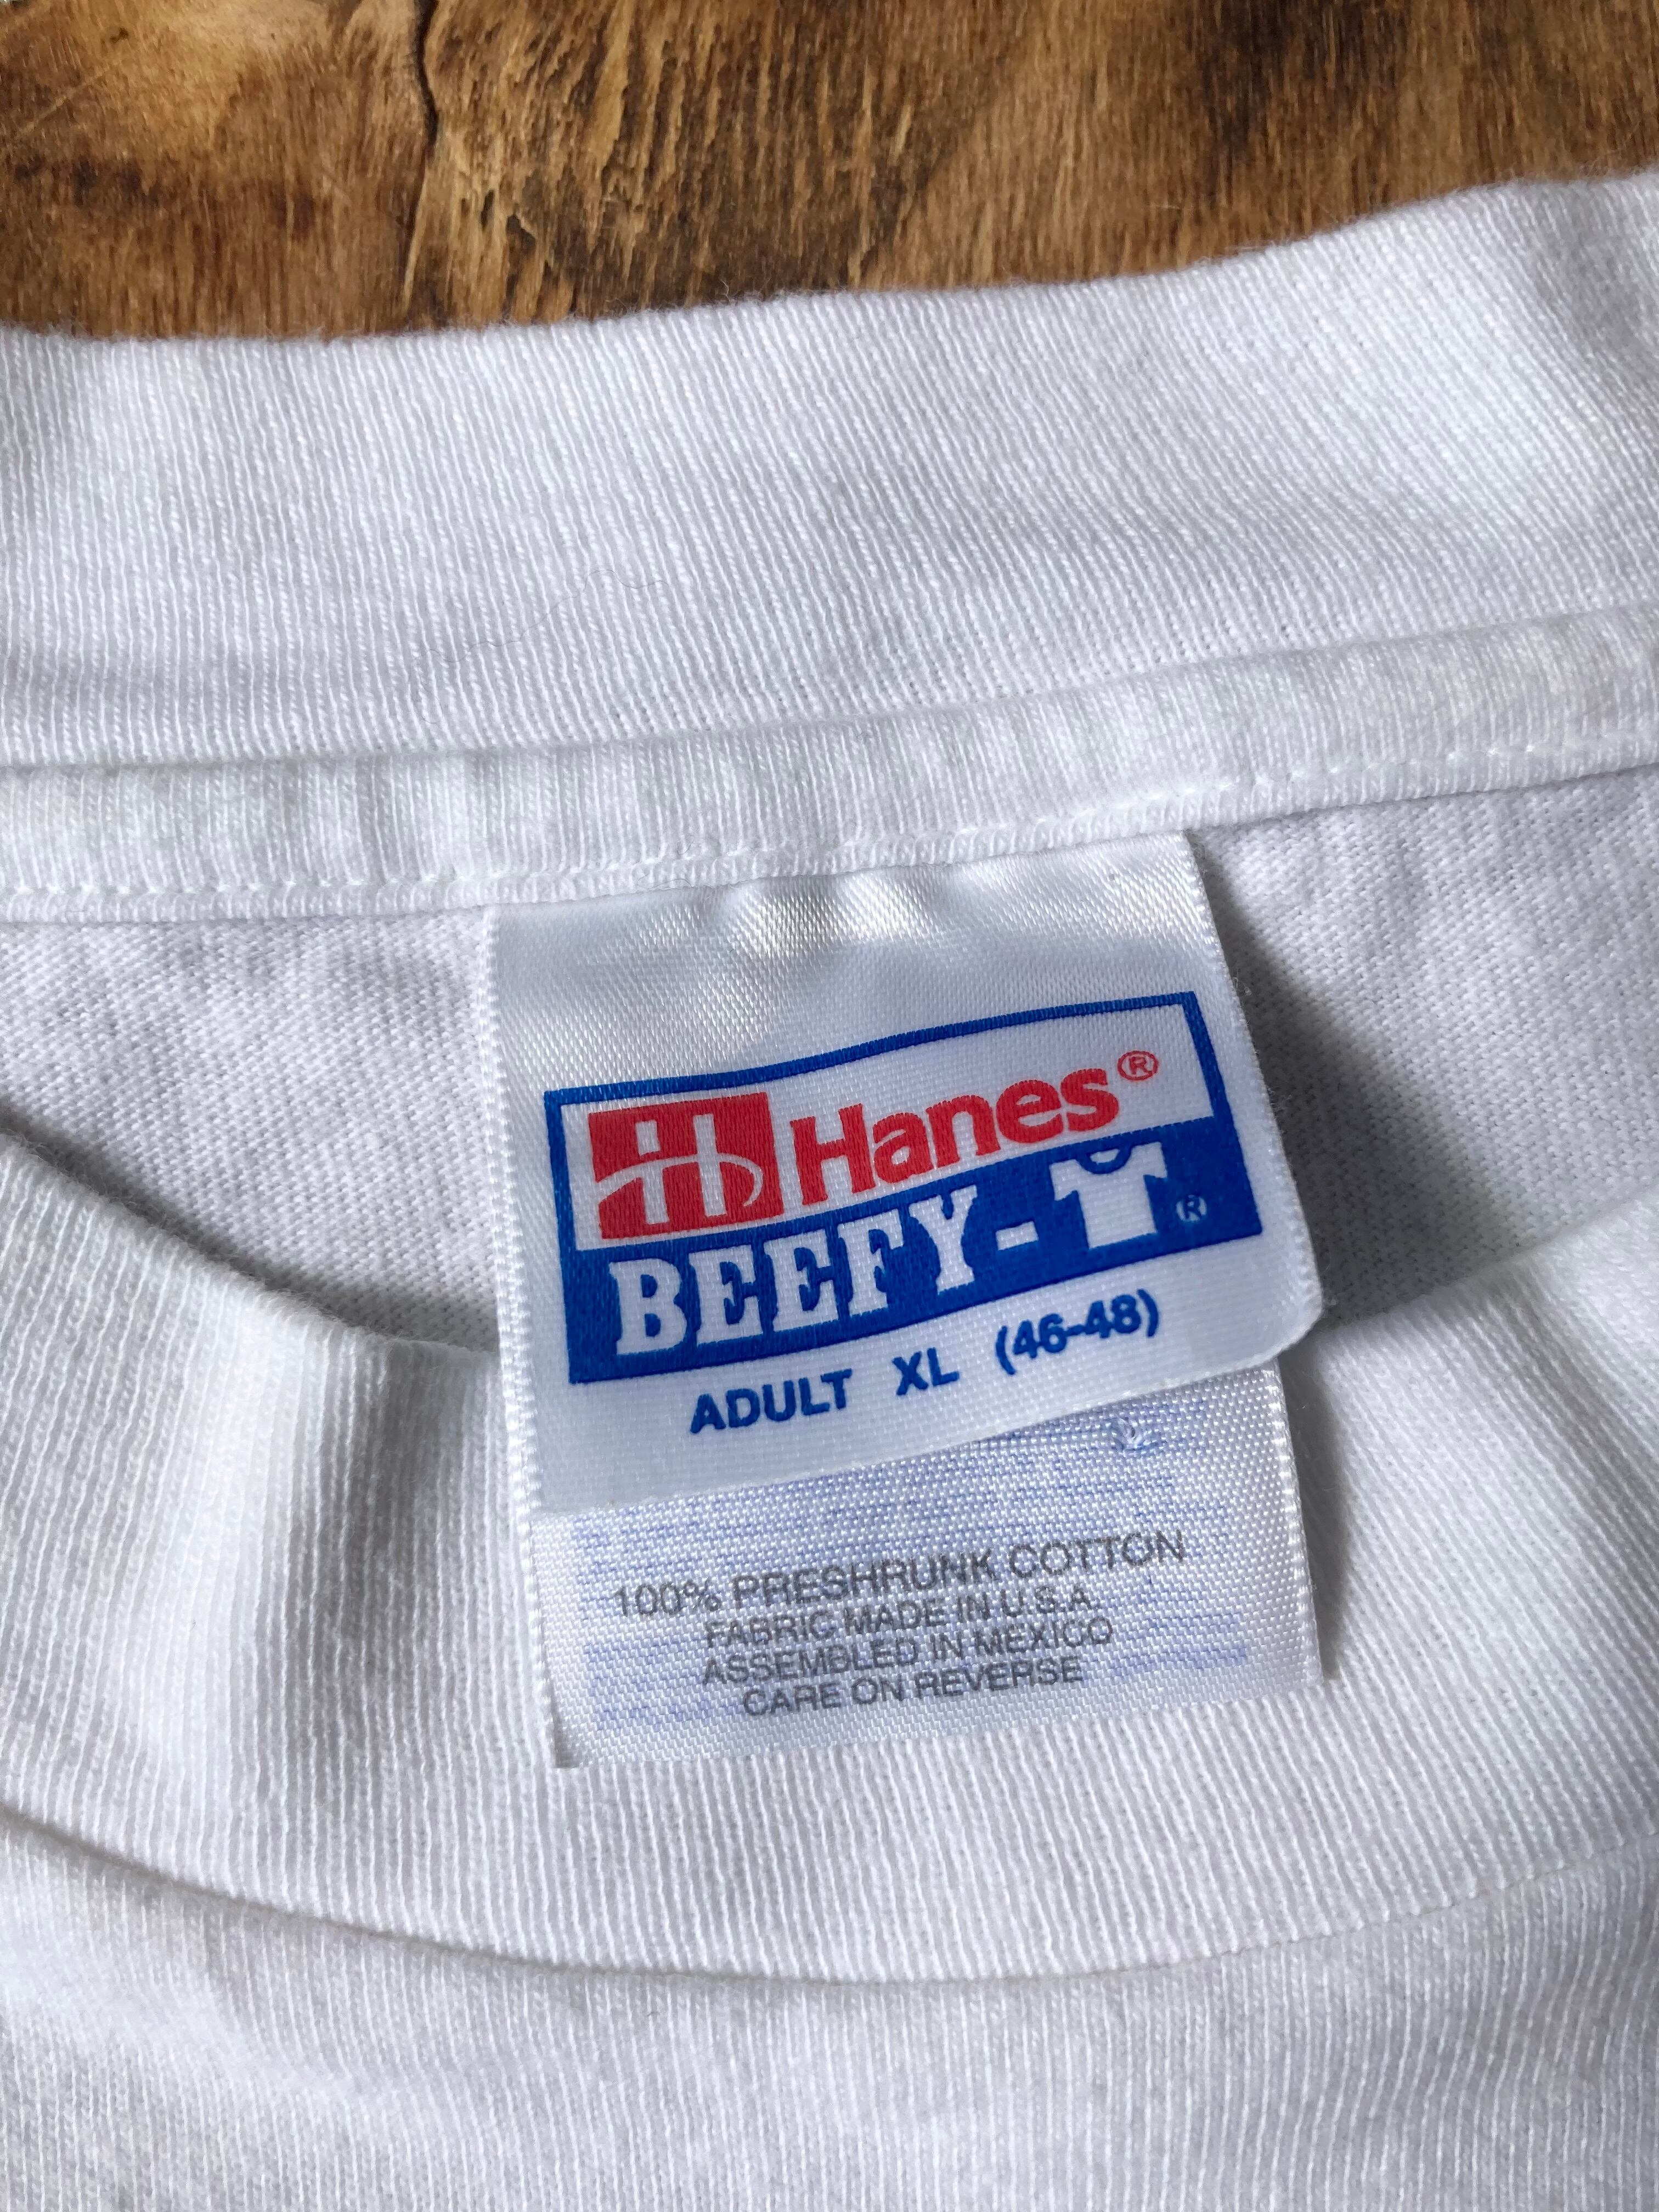 Hanes®
BEEFY-T®
ADULT XL (46-48)
100% PRESHRUNK COTTON
FABRIC MADE IN U.S.A.
ASSEMBLED IN MEXICO
CARE ON REVERSE